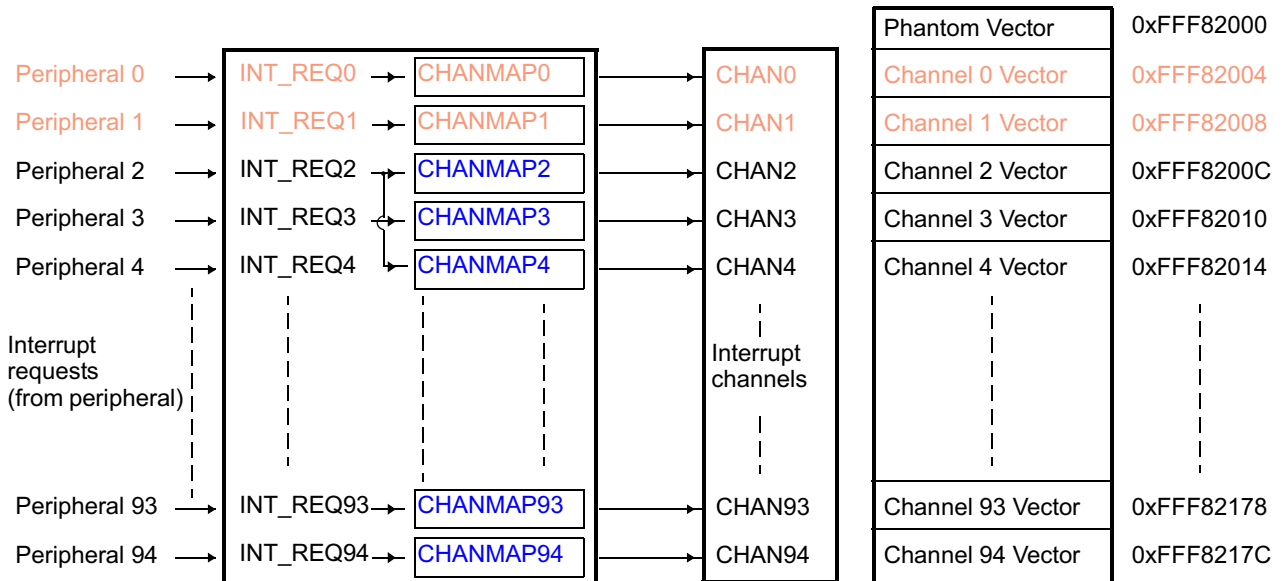 Phantom Vector 0xFFF82000
Peripheral 0 INT_REQ0 CHANMAP0 CHAN0 Channel 0 Vector 0xFFF82004
Peripheral 1 INT_REQ1 CHANMAP1 CHAN1 Channel 1 Vector 0xFFF82008
Peripheral 2 INT_REQ2 CHANMAP2 CHAN2 Channel 2 Vector 0xFFF8200C
Peripheral 3 INT_REQ3 CHANMAP3 CHAN3 Channel 3 Vector 0xFFF82010
Peripheral 4 INT_REQ4 CHANMAP4 CHAN4 Channel 4 Vector 0xFFF82014
Interrupt
requests
(from peripheral)
Interrupt
channels
Peripheral 93 INT_REQ93 CHANMAP93 CHAN93 Channel 93 Vector 0xFFF82178
Peripheral 94 INT_REQ94 CHANMAP94 CHAN94 Channel 94 Vector 0xFFF8217C